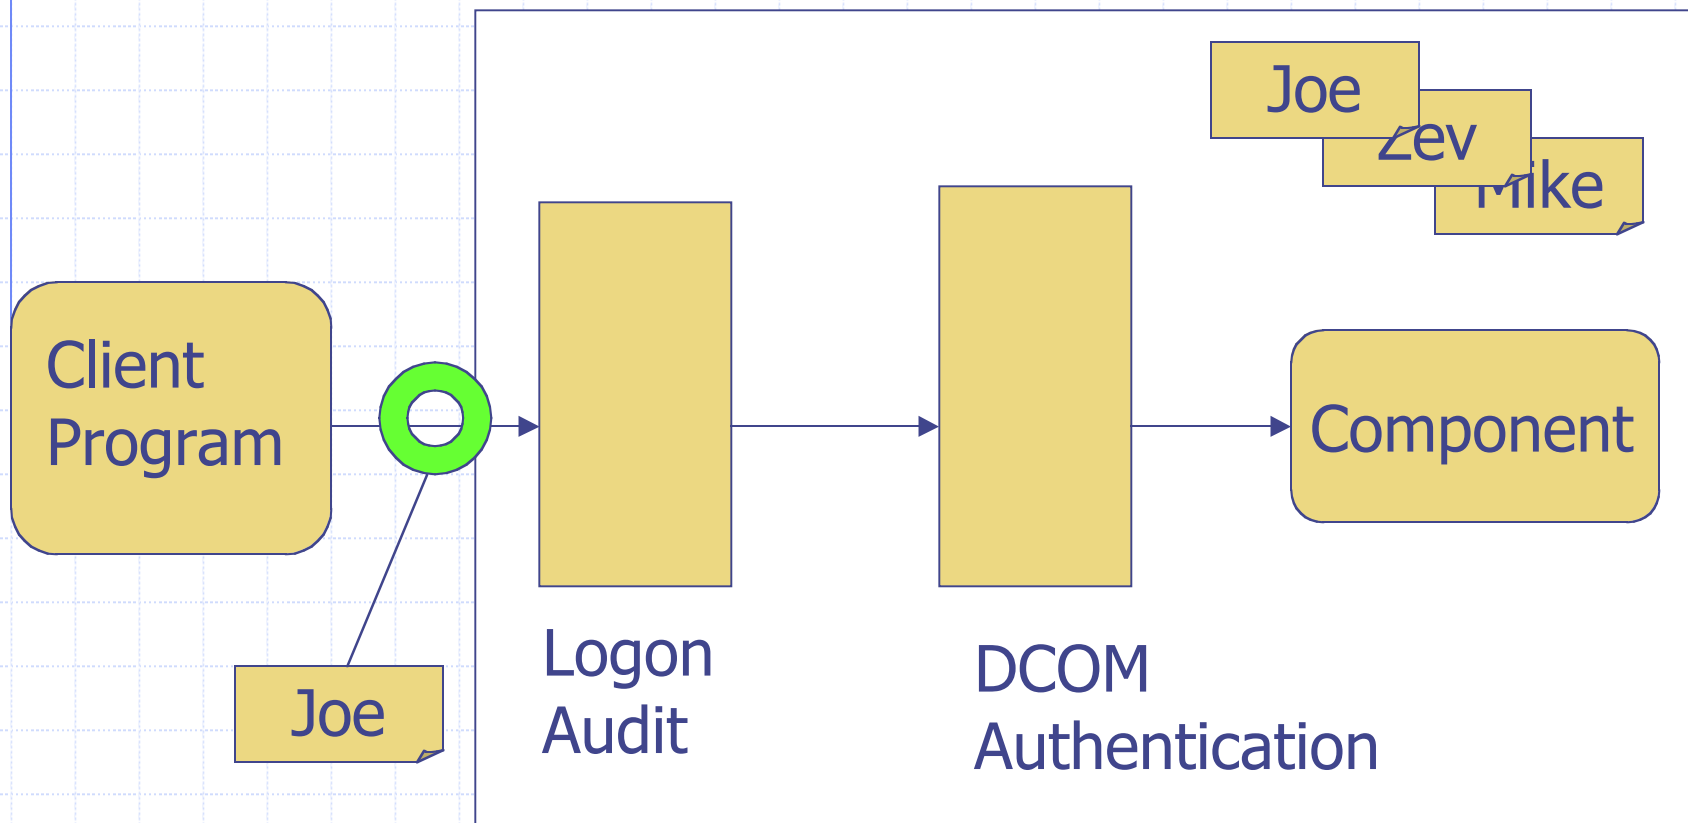 Joe
Zev
Mike
Client
Program
Component
Joe
Logon
Audit
DCOM
Authentication